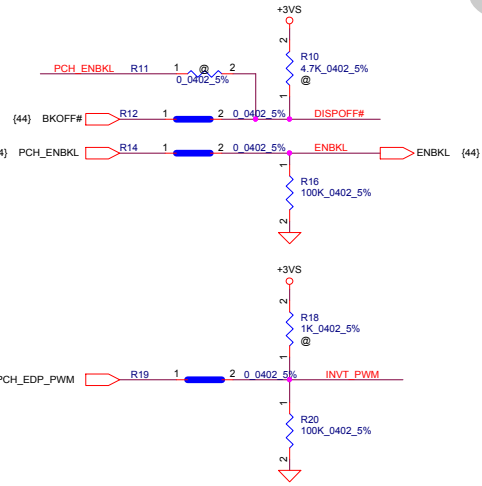 +3VS
2
R10
4.7K_0402_5%
@
1
PCH_ENBKL R11 1 @ 2
0_0402_5%
{44} BKOFF# R12 1 2 0_0402_5% DISPOFF#
4} PCH_ENBKL R14 1 2 0_0402_5% ENBKL ENBKL {44}
1
R16
100K_0402_5%
2
+3VS
2
R18
1K_0402_5%
@
1
PCH_EDP_PWM R19 1 2 0_0402_5% INVT_PWM
1
R20
100K_0402_5%
2